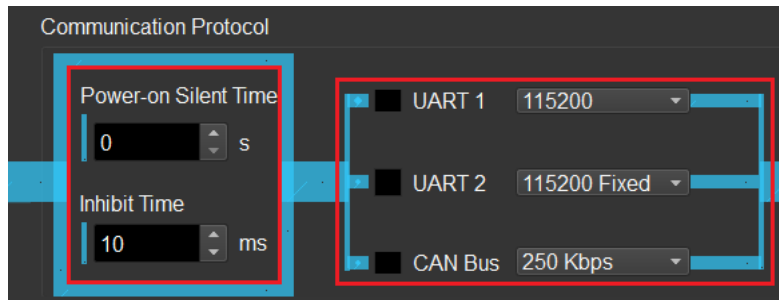 Communication Protocol
Power-on Silent Time
0 s
Inhibit Time
10 ms
UART 1 115200
UART 2 115200 Fixed
CAN Bus 250 Kbps